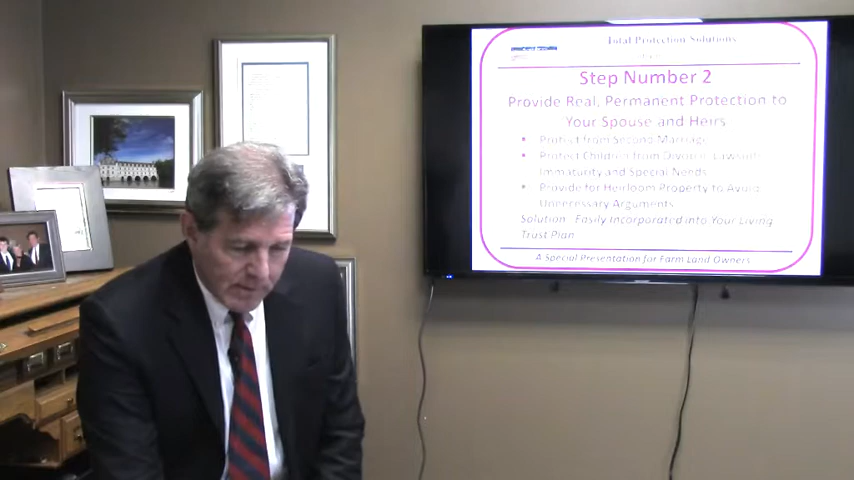 Total Protection Solutions
Step Number 2
Provide Real, Permanent Protection to
Your Spouse and Heirs
• Protect from Second Marriage
• Protect Children from Divorce, Lawsuits,
Immaturity and Special Needs
• Provide for Heirloom Property to Avoid
Unnecessary Arguments
Solution: Easily Incorporated into Your Living
Trust Plan
A Special Presentation for Farm Land Owners